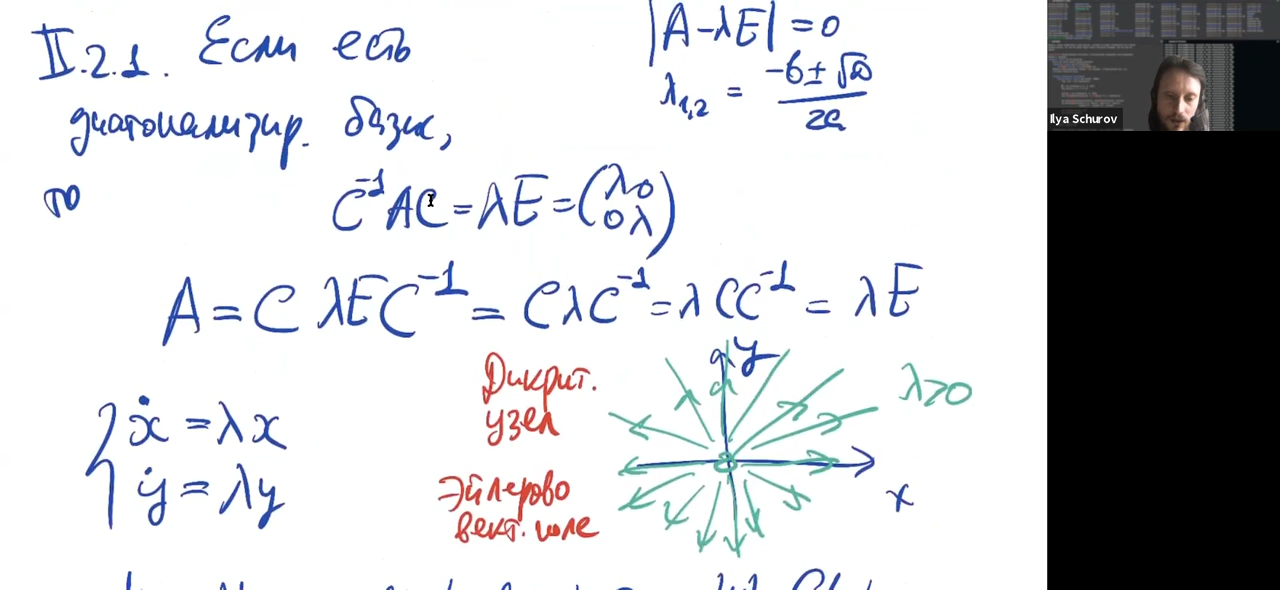 II.2.1. Если есть
диагонализир. базис,
то
|A-λE| = 0
λ₁,₂ = (-b ± √D) / 2a
C⁻¹AC = λE = (λ 0 0 λ)
A = C λE C⁻¹ = CλC⁻¹ = λCC⁻¹ = λE
{ ẋ = λx
ẏ = λy
Дикрит.
узел
Эйлерово
вект. поле
y
λ>0
x
Ilya Schurov